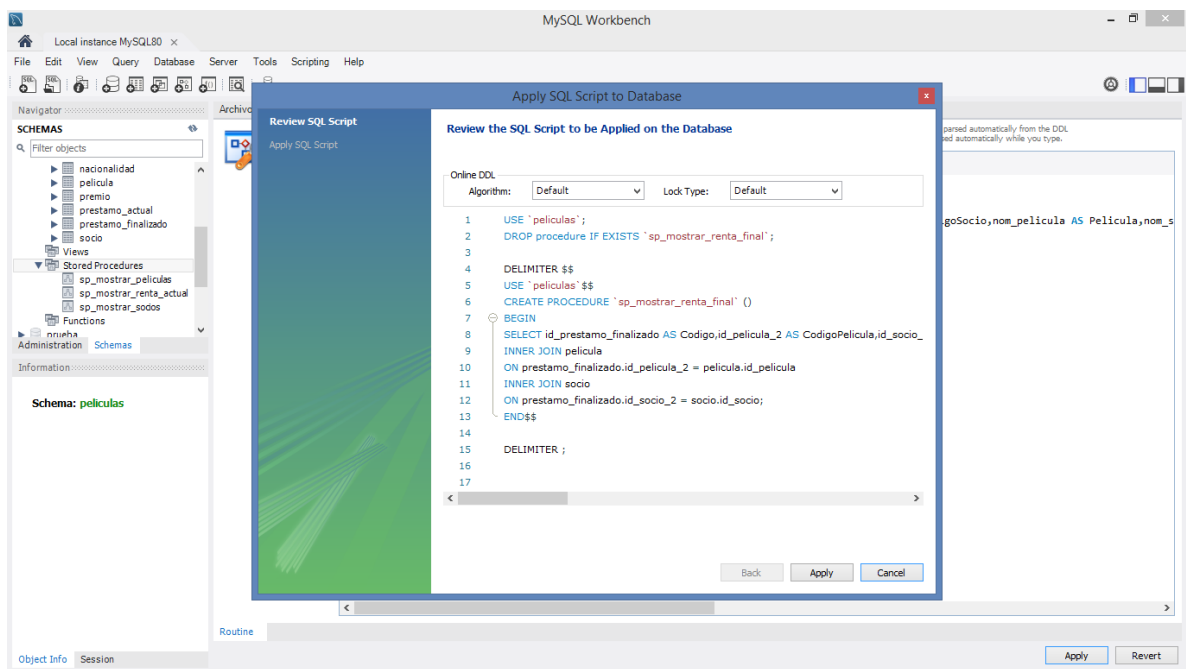 MySQL Workbench
Local instance MySQL80 ×
File Edit View Query Database Server Tools Scripting Help
Navigator
SCHEMAS
Filter objects
nacionalidad
pelicula
premio
prestamo_actual
prestamo_finalizado
socio
Views
Stored Procedures
sp_mostrar_peliculas
sp_mostrar_renta_actual
sp_mostrar_socios
Functions
prueba
Administration Schemas
Information
Schema: peliculas
Object Info Session
Archivo
parsed automatically from the DDL
ed automatically while you type.
goSocio,nom_pelicula AS Pelicula,nom_s
Apply SQL Script to Database
Review SQL Script
Apply SQL Script
Review the SQL Script to be Applied on the Database
Online DDL
Algorithm: Default Lock Type: Default
1 USE `peliculas`;
2 DROP procedure IF EXISTS `sp_mostrar_renta_final`;
3
4 DELIMITER $$
5 USE `peliculas`$$
6 CREATE PROCEDURE `sp_mostrar_renta_final` ()
7 BEGIN
8 SELECT id_prestamo_finalizado AS Codigo,id_pelicula_2 AS CodigoPelicula,id_socio_
9 INNER JOIN pelicula
10 ON prestamo_finalizado.id_pelicula_2 = pelicula.id_pelicula
11 INNER JOIN socio
12 ON prestamo_finalizado.id_socio_2 = socio.id_socio;
13 END$$
14
15 DELIMITER ;
16
17
Back Apply Cancel
Routine
Apply Revert